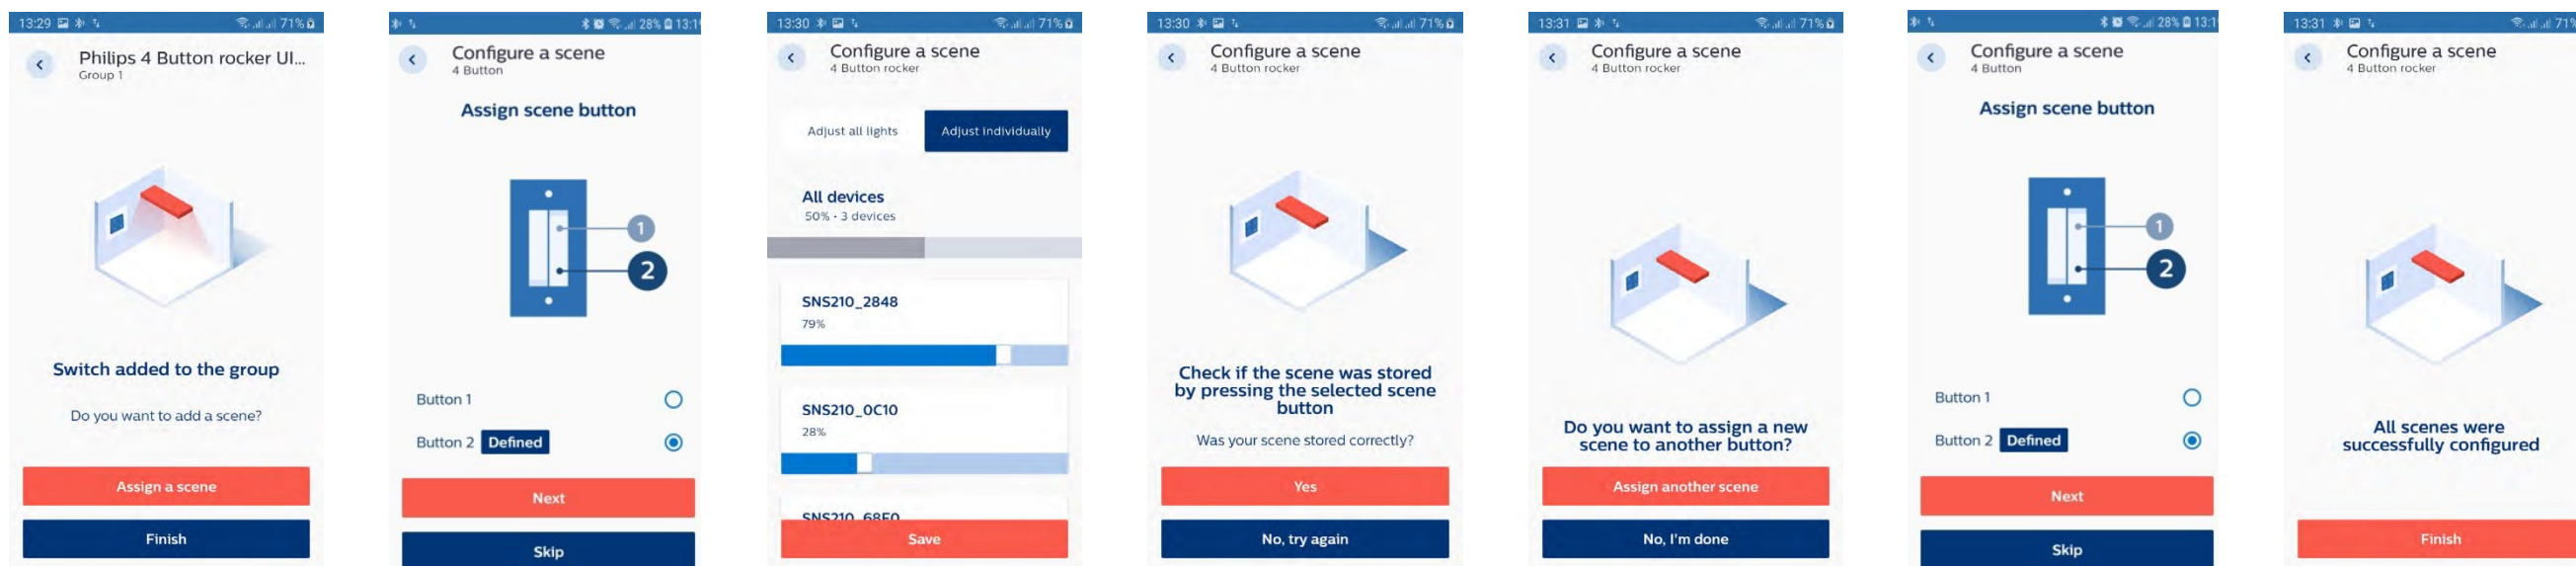 13:29 71%
Philips 4 Button rocker UI...
Group 1
Switch added to the group
Do you want to add a scene?
Assign a scene
Finish
28% 13:1
Configure a scene
4 Button
Assign scene button
1
2
Button 1
Button 2 Defined
Next
Skip
13:30 71%
Configure a scene
4 Button rocker
Adjust all lights Adjust individually
All devices
50% · 3 devices
SNS210_2848
79%
SNS210_0C10
28%
SNS210_68F0
Save
13:30 71%
Configure a scene
4 Button rocker
Check if the scene was stored
by pressing the selected scene
button
Was your scene stored correctly?
Yes
No, try again
13:31 71%
Configure a scene
4 Button rocker
Do you want to assign a new
scene to another button?
Assign another scene
No, I'm done
28% 13:1
Configure a scene
4 Button
Assign scene button
1
2
Button 1
Button 2 Defined
Next
Skip
13:31 71%
Configure a scene
4 Button rocker
All scenes were
successfully configured
Finish